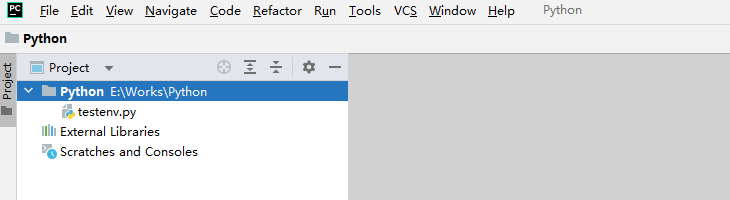 PC File Edit View Navigate Code Refactor Run Tools VCS Window Help Python
Python
Project
Project
Python E:\Works\Python
testenv.py
External Libraries
Scratches and Consoles